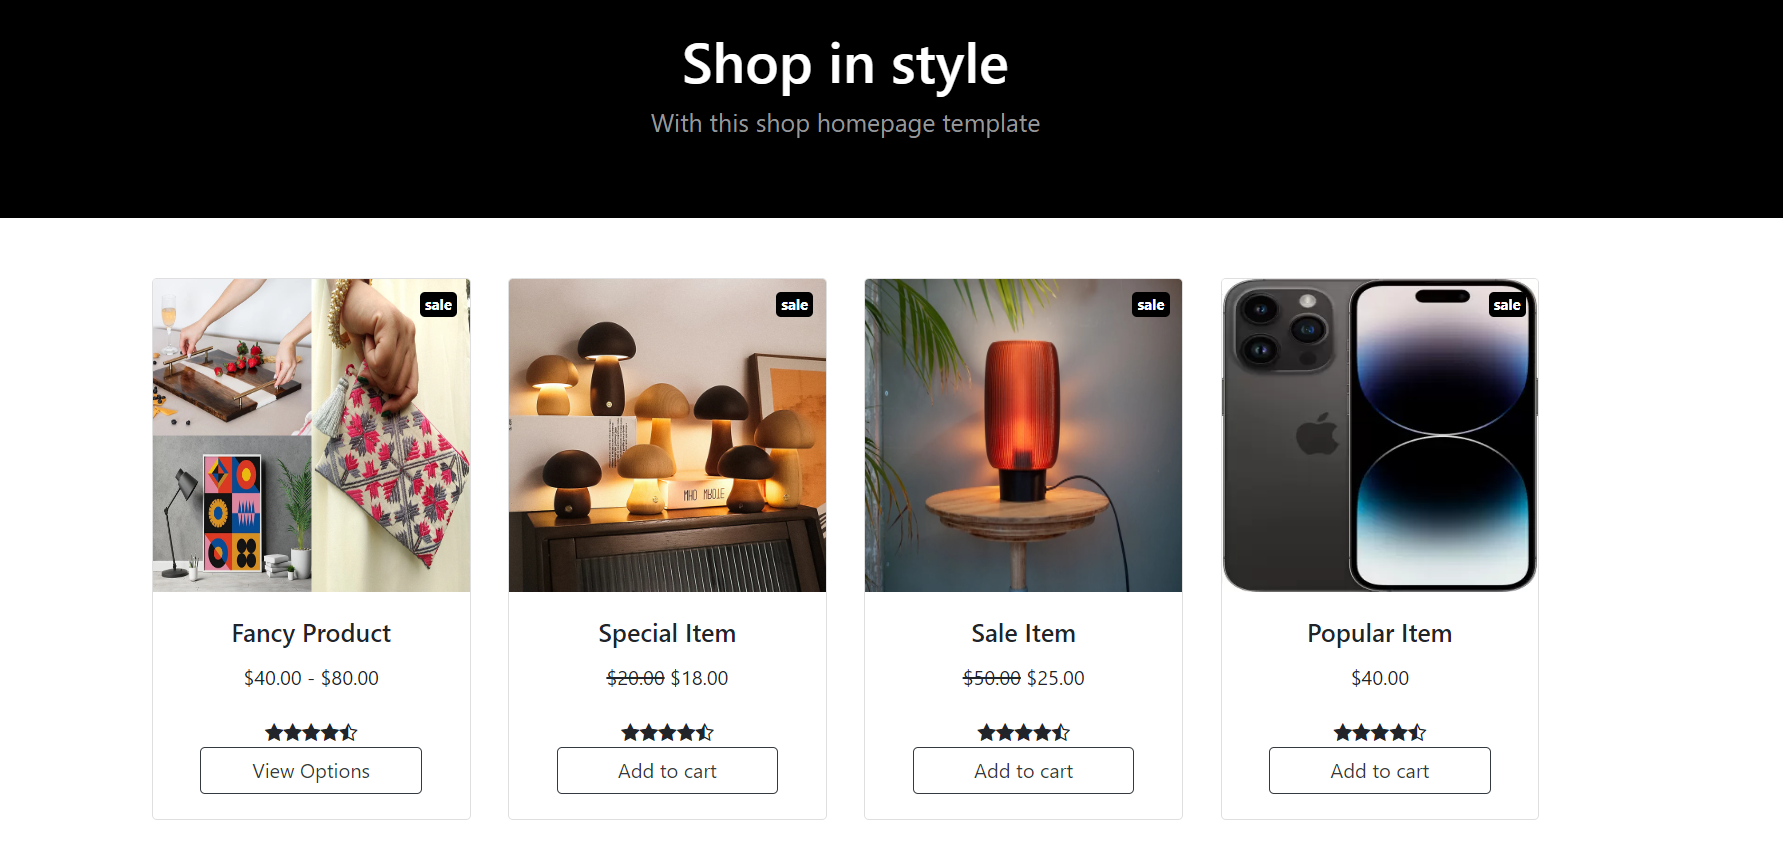 Shop in style
With this shop homepage template
sale
sale
sale
sale
Fancy Product
Special Item
Sale Item
Popular Item
$40.00 - $80.00
$20.00 $18.00
$50.00 $25.00
$40.00
View Options
Add to cart
Add to cart
Add to cart